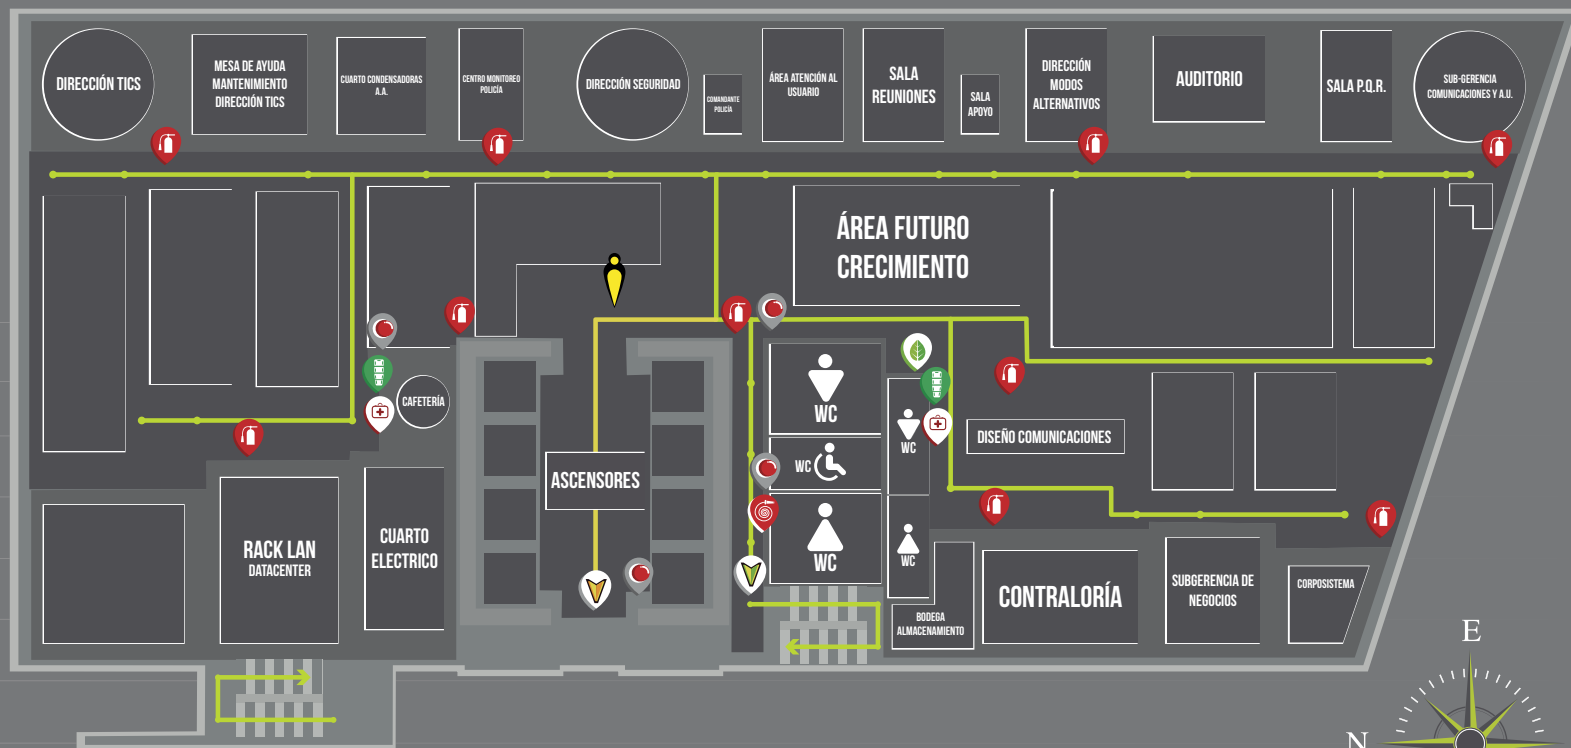 DIRECCIÓN TICS
MESA DE AYUDA
MANTENIMIENTO
DIRECCIÓN TICS
CUARTO CONDENSADORAS
A.A.
CENTRO MONITOREO
POLICÍA
DIRECCIÓN SEGURIDAD
COMANDANTE
POLICÍA
ÁREA ATENCIÓN AL
USUARIO
SALA
REUNIONES
SALA
APOYO
DIRECCIÓN
MODOS
ALTERNATIVOS
AUDITORIO
SALA P.Q.R.
SUB-GERENCIA
COMUNICACIONES Y A.U.
ÁREA FUTURO
CRECIMIENTO
CAFETERÍA
WC
WC
WC
DISEÑO COMUNICACIONES
ASCENSORES
WC
WC
RACK LAN
DATACENTER
CUARTO
ELECTRICO
BODEGA
ALMACENAMIENTO
CONTRALORÍA
SUBGERENCIA DE
NEGOCIOS
CORPOSISTEMA
E
N